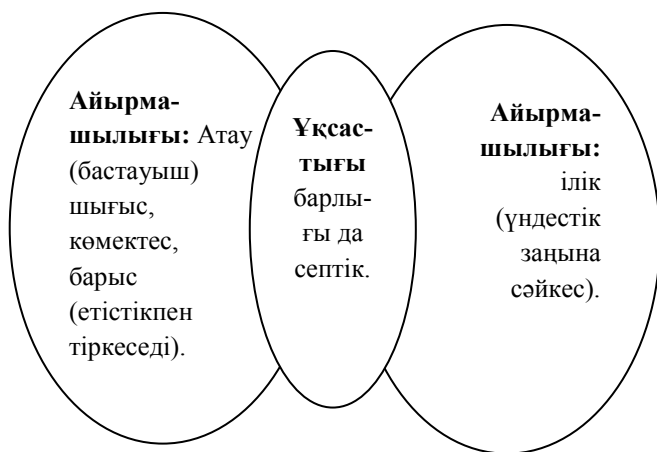 Айырма-
шылығы: Атау
(бастауыш)
шығыс,
көмектес,
барыс
(етістікпен
тіркеседі).
Ұқсас-
тығы
барлы-
ғы да
септік.
Айырма-
шылығы:
ілік
(үндестік
заңына
сәйкес).